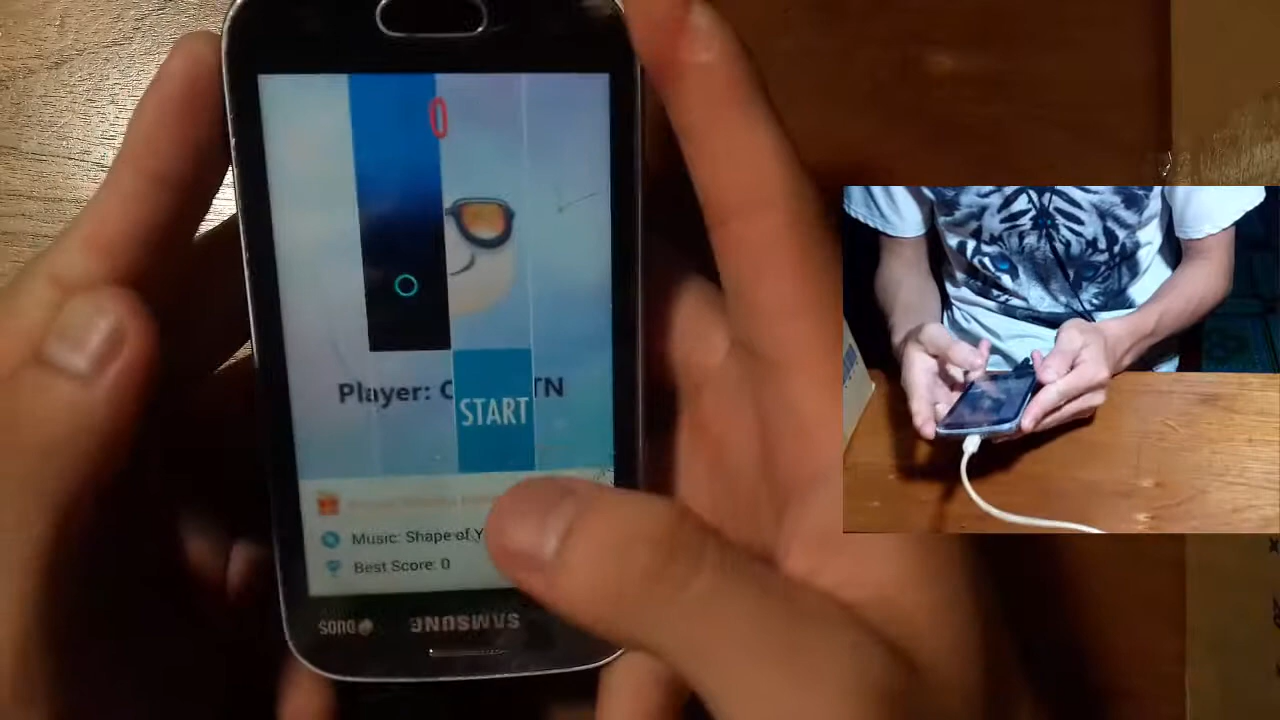 0
Player: C TN
START
Music: Shape of Y
Best Score: 0
SAMSUNG
DUOS